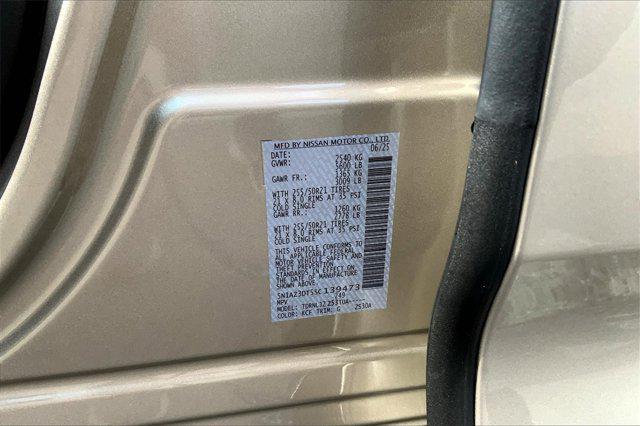 MFD BY NISSAN MOTOR CO., LTD.
DATE: 06/25
GVWR: 2540 KG
5600 LB
GAWR FR.: 1365 KG
3009 LB
WITH 255/50R21 TIRES
21 X 8.0 RIMS AT 35 PSI
COLD SINGLE
GAWR RR.: 1260 KG
2778 LB
WITH 255/50R21 TIRES
21 X 8.0 RIMS AT 35 PSI
COLD SINGLE
THIS VEHICLE CONFORMS TO
ALL APPLICABLE FEDERAL
MOTOR VEHICLE SAFETY AND
THEFT PREVENTION
STANDARDS IN EFFECT ON
THE DATE OF MANUFACTURE
SHOWN ABOVE.
139473
MPV
MODEL:
COLOR: KCE TRIM: G